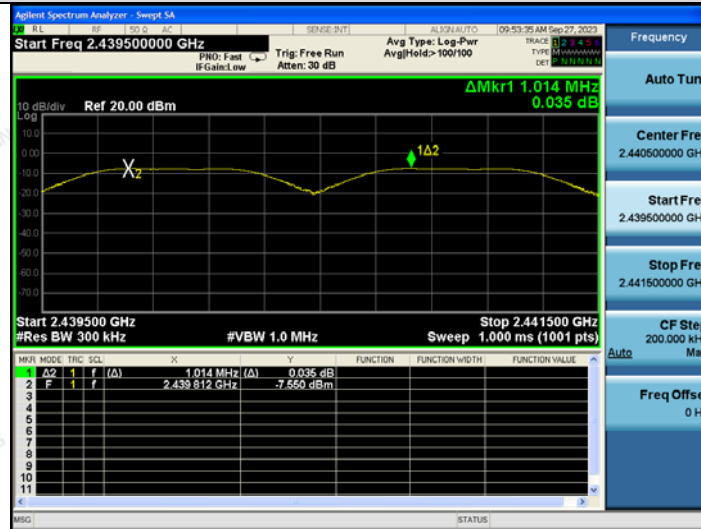 Agilent Spectrum Analyzer - Swept SA
RL RF 50 Ω AC SENSE:INT ALIGNAUTO 09:53:35 AM Sep 27, 2023
Start Freq 2.439500000 GHz
PNO: Fast
IFGain:Low
Trig: Free Run
Atten: 30 dB
Avg Type: Log-Pwr
Avg|Hold:>100/100
TRACE 1 2 3 4 5 6
TYPE M
DET P N N N N N
ΔMkr1 1.014 MHz
0.035 dB
10 dB/div Ref 20.00 dBm
Log
10.0
0.00
-10.0
-20.0
-30.0
-40.0
-50.0
-60.0
-70.0
X2
1Δ2
Start 2.439500 GHz Stop 2.441500 GHz
#Res BW 300 kHz #VBW 1.0 MHz Sweep 1.000 ms (1001 pts)
MKR MODE TRC SCL X Y FUNCTION FUNCTION WIDTH FUNCTION VALUE
1 Δ2 1 f (Δ) 1.014 MHz (Δ) 0.035 dB
2 F 1 f 2.439 812 GHz -7.550 dBm
3
4
5
6
7
8
9
10
11
MSG STATUS
Frequency
Auto Tun
Center Fre
2.440500000 GH
Start Fre
2.439500000 GH
Stop Fre
2.441500000 GH
CF Ste
200.000 kH
Auto Ma
Freq Offse
0 H